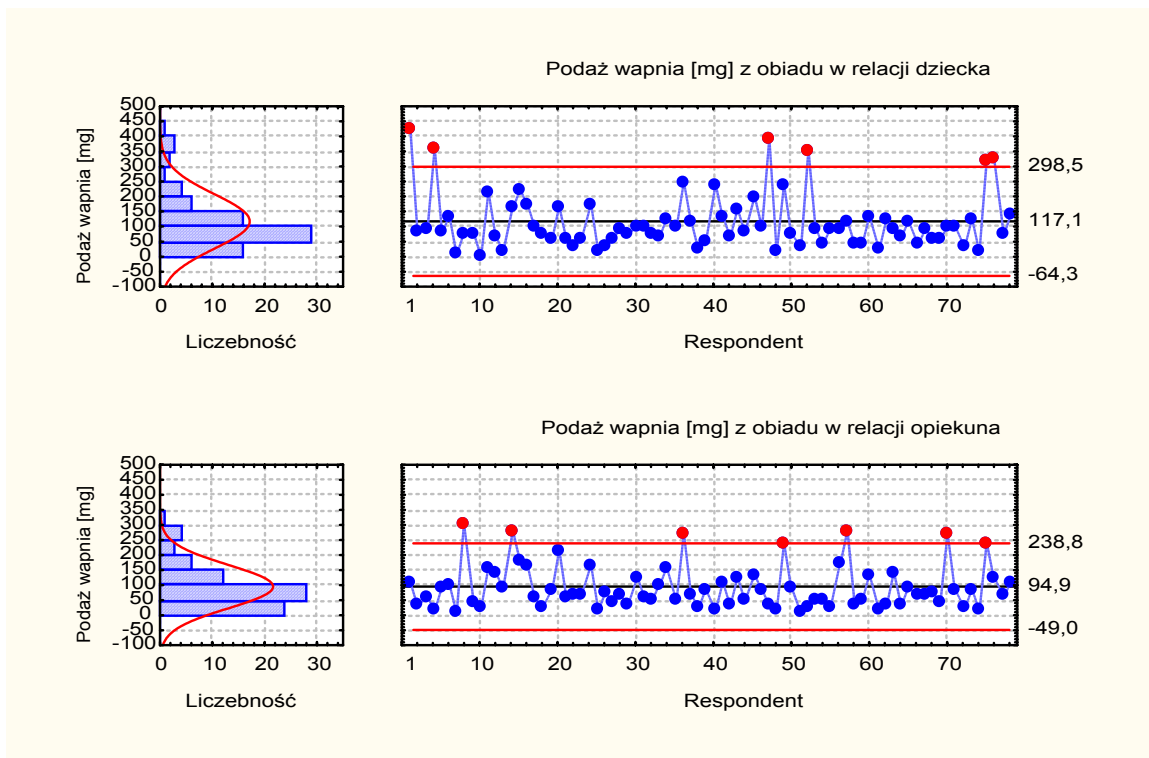 Podaż wapnia [mg] z obiadu w relacji dziecka
Podaż wapnia [mg]
500
450
400
350
300
250
200
150
100
50
0
-50
-100
0 10 20 30
Liczebność
1 10 20 30 40 50 60 70
Respondent
298,5
117,1
-64,3
Podaż wapnia [mg] z obiadu w relacji opiekuna
Podaż wapnia [mg]
500
450
400
350
300
250
200
150
100
50
0
-50
-100
0 10 20 30
Liczebność
1 10 20 30 40 50 60 70
Respondent
238,8
94,9
-49,0